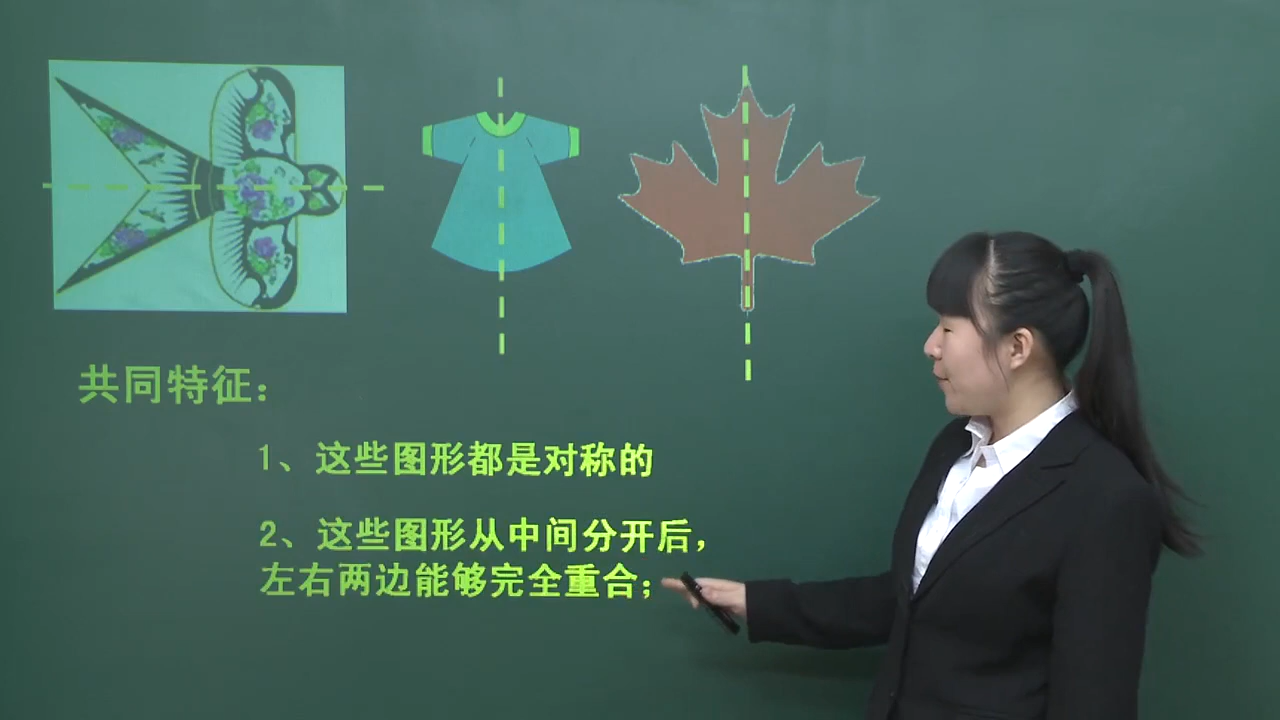 共同特征：
1、这些图形都是对称的
2、这些图形从中间分开后，
左右两边能够完全重合；